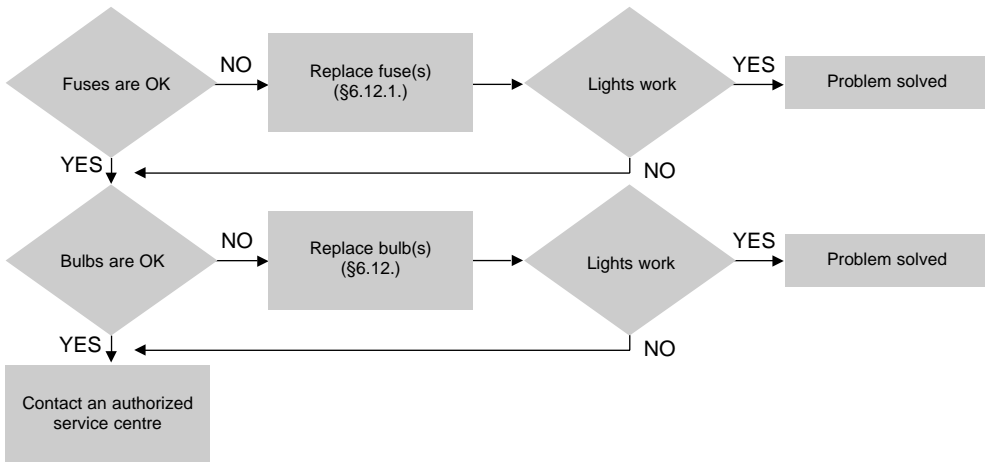 Fuses are OK
NO
Replace fuse(s)
(§6.12.1.)
Lights work
YES
Problem solved
YES
NO
Bulbs are OK
NO
Replace bulb(s)
(§6.12.)
Lights work
YES
Problem solved
YES
NO
Contact an authorized
service centre